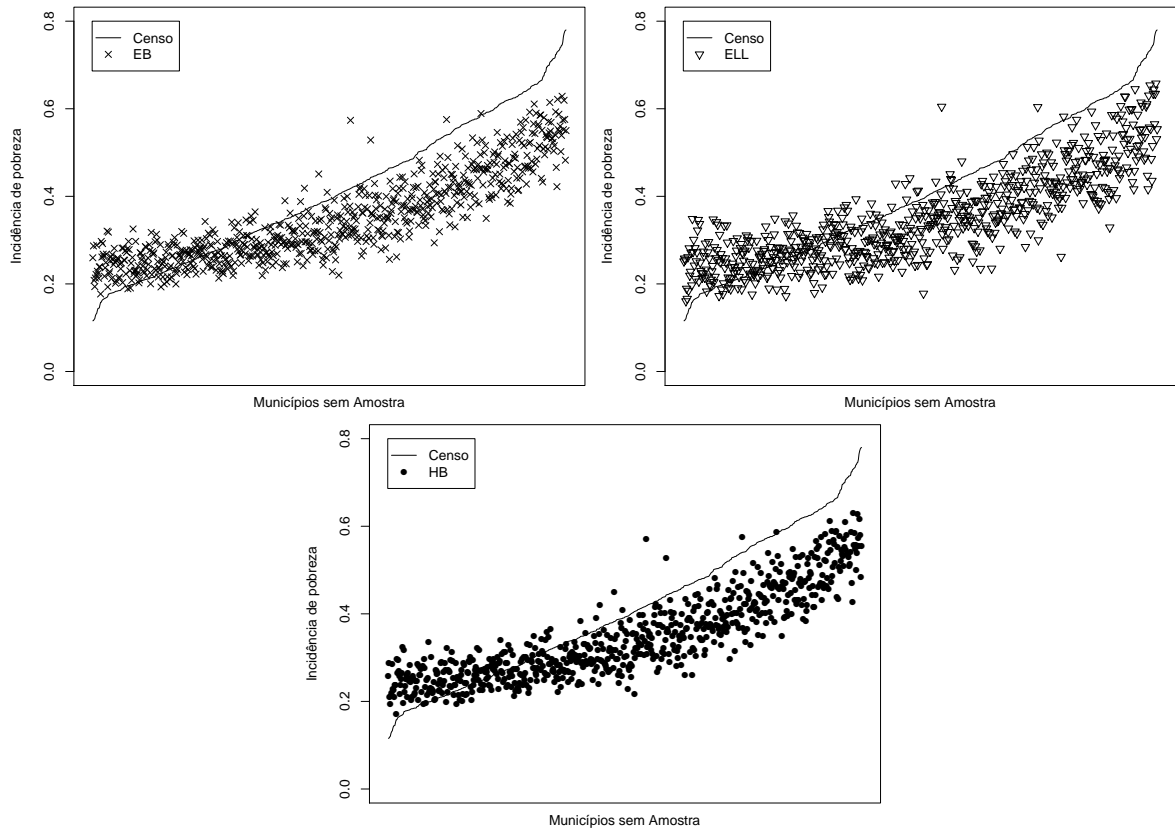 0.8
0.6
0.4
0.2
0.0
Incidência de pobreza
Censo
EB
Municípios sem Amostra
0.8
0.6
0.4
0.2
0.0
Incidência de pobreza
Censo
ELL
Municípios sem Amostra
0.8
0.6
0.4
0.2
0.0
Incidência de pobreza
Censo
HB
Municípios sem Amostra